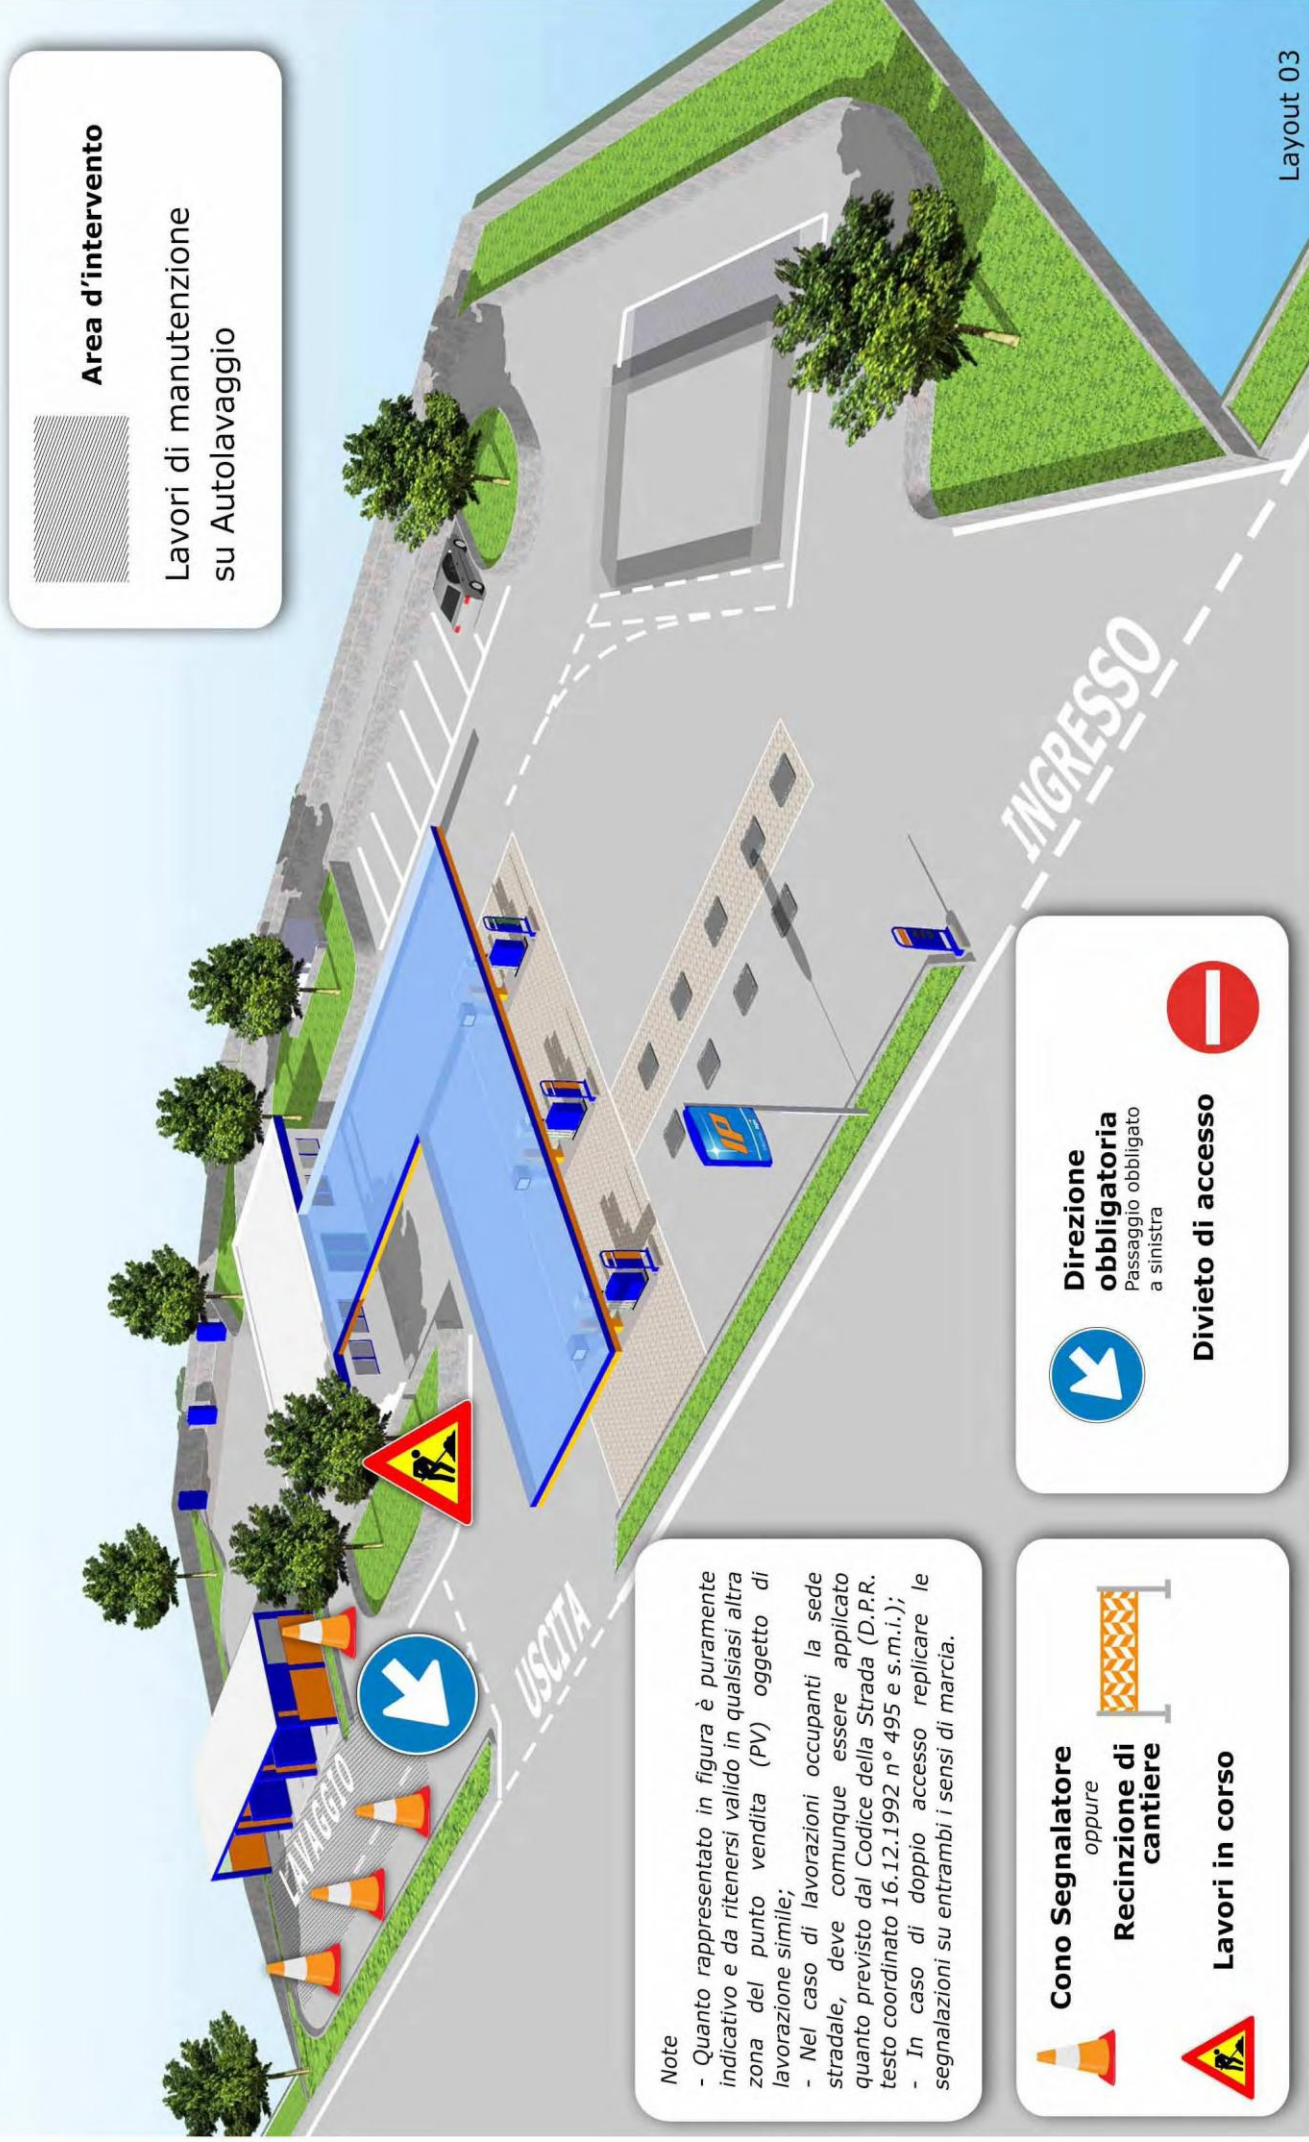 Area d'intervento
Lavori di manutenzione
su Autolavaggio
LAVAGGIO
USCITA
INGRESSO
IP
Note
- Quanto rappresentato in figura è puramente
indicativo e da ritenersi valido in qualsiasi altra
zona del punto vendita (PV) oggetto di
lavorazione simile;
- Nel caso di lavorazioni occupanti la sede
stradale, deve comunque essere appilcato
quanto previsto dal Codice della Strada (D.P.R.
testo coordinato 16.12.1992 n° 495 e s.m.i.);
- In caso di doppio accesso replicare le
segnalazioni su entrambi i sensi di marcia.
Cono Segnalatore
oppure
Recinzione di
cantiere
Lavori in corso
Direzione
obbligatoria
Passaggio obbligato
a sinistra
Divieto di accesso
Layout 03